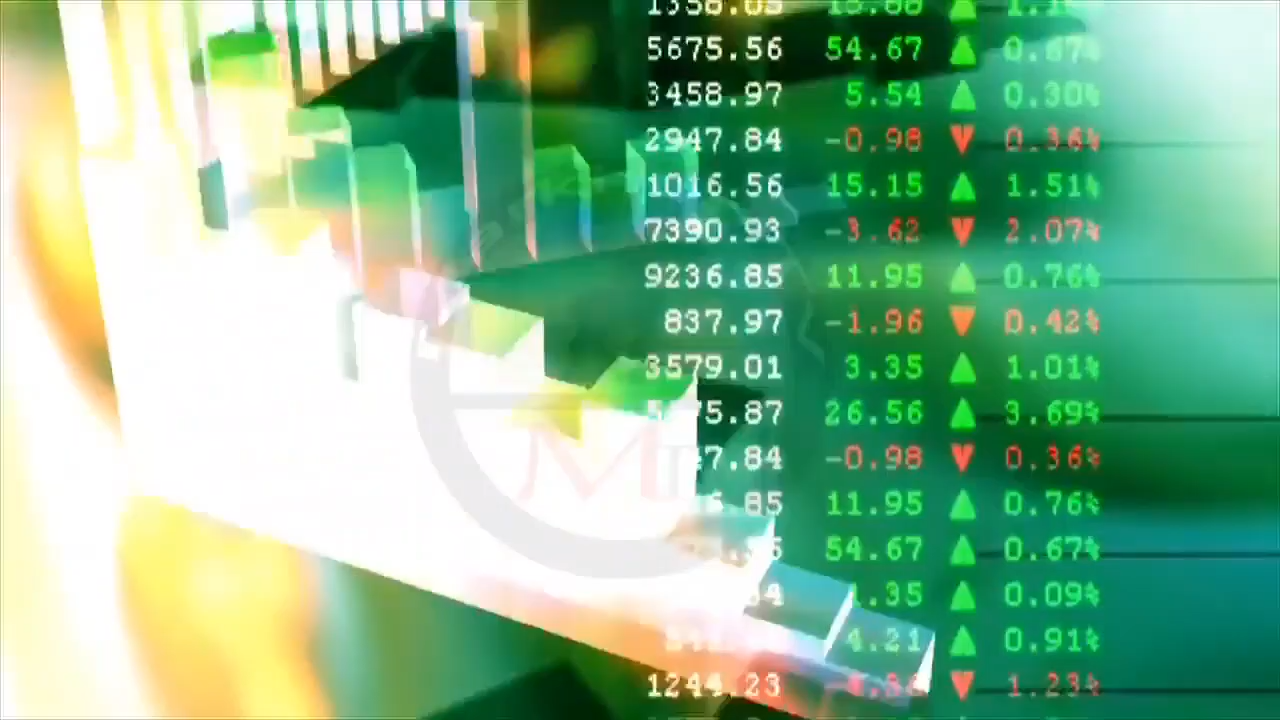 5675.56 54.67 ▲ 0.67%
3458.97 5.54 ▲ 0.30%
2947.84 -0.98 ▼ 0.36%
1016.56 15.15 ▲ 1.51%
7390.93 -3.62 ▼ 2.07%
9236.85 11.95 ▲ 0.76%
837.97 -1.96 ▼ 0.42%
3579.01 3.35 ▲ 1.01%
26.56 ▲ 3.69%
-0.98 ▼ 0.36%
11.95 ▲ 0.76%
54.67 ▲ 0.67%
▲ 0.09%
4.21 ▲ 0.91%
1244.23 ▼ 1.23%